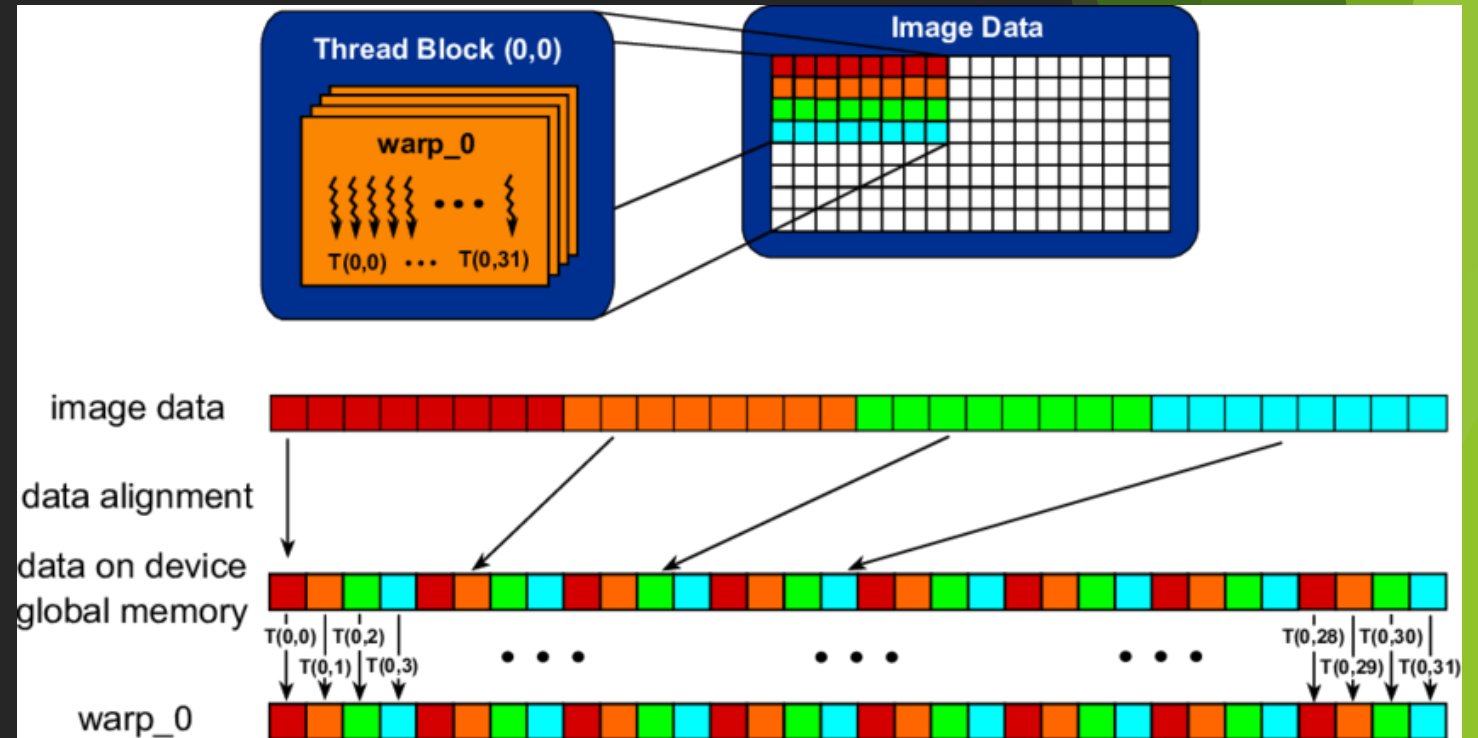 Thread Block (0,0)
warp_0
T(0,0) ... T(0,31)
Image Data
image data
data alignment
data on device
global memory
T(0,0) T(0,2)
T(0,1) T(0,3)
T(0,28) T(0,30)
T(0,29) T(0,31)
warp_0